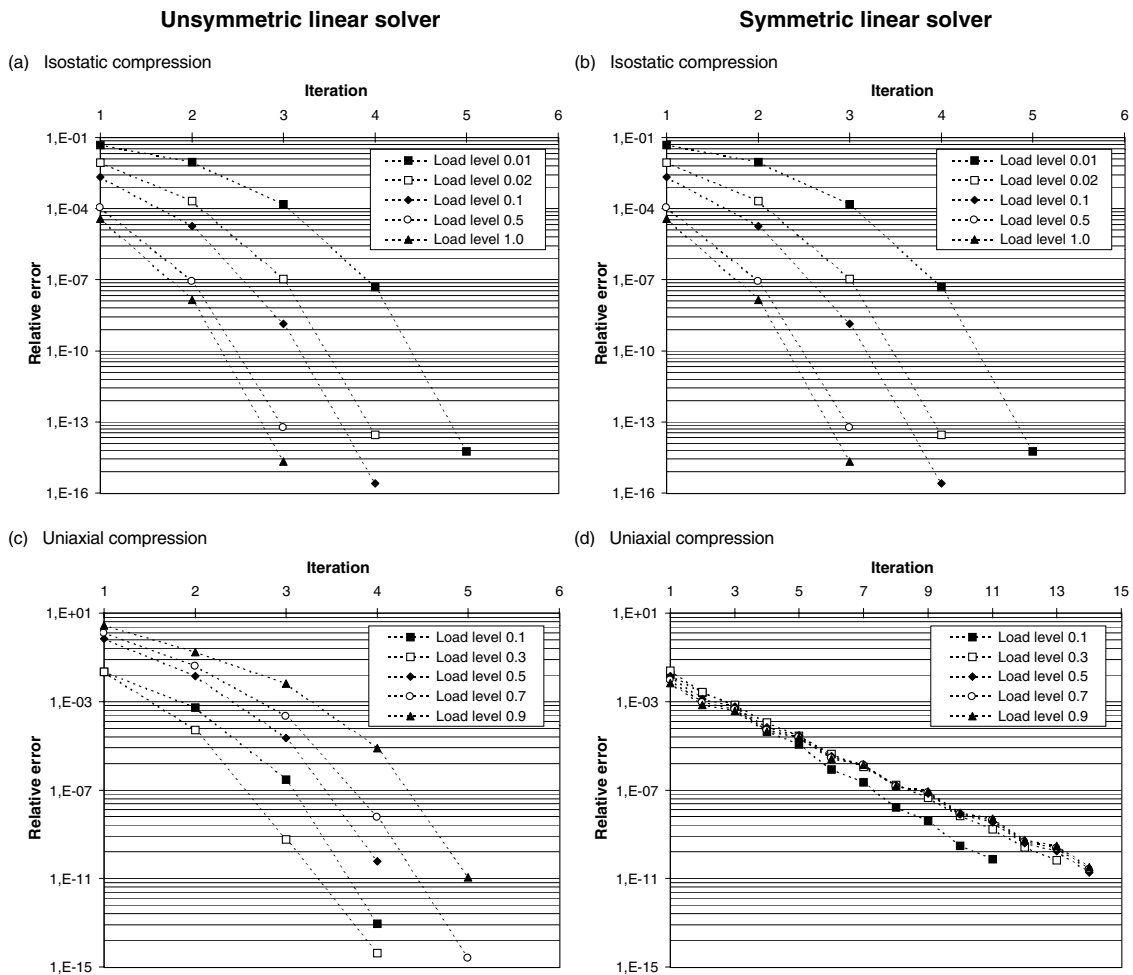 Unsymmetric linear solver
Symmetric linear solver
(a) Isostatic compression
Iteration
1 2 3 4 5 6
Relative error
1,E-01
1,E-04
1,E-07
1,E-10
1,E-13
1,E-16
Load level 0.01
Load level 0.02
Load level 0.1
Load level 0.5
Load level 1.0
(b) Isostatic compression
Iteration
1 2 3 4 5 6
Relative error
1,E-01
1,E-04
1,E-07
1,E-10
1,E-13
1,E-16
Load level 0.01
Load level 0.02
Load level 0.1
Load level 0.5
Load level 1.0
(c) Uniaxial compression
Iteration
1 2 3 4 5 6
Relative error
1,E+01
1,E-03
1,E-07
1,E-11
1,E-15
Load level 0.1
Load level 0.3
Load level 0.5
Load level 0.7
Load level 0.9
(d) Uniaxial compression
Iteration
1 3 5 7 9 11 13 15
Relative error
1,E+01
1,E-03
1,E-07
1,E-11
1,E-15
Load level 0.1
Load level 0.3
Load level 0.5
Load level 0.7
Load level 0.9